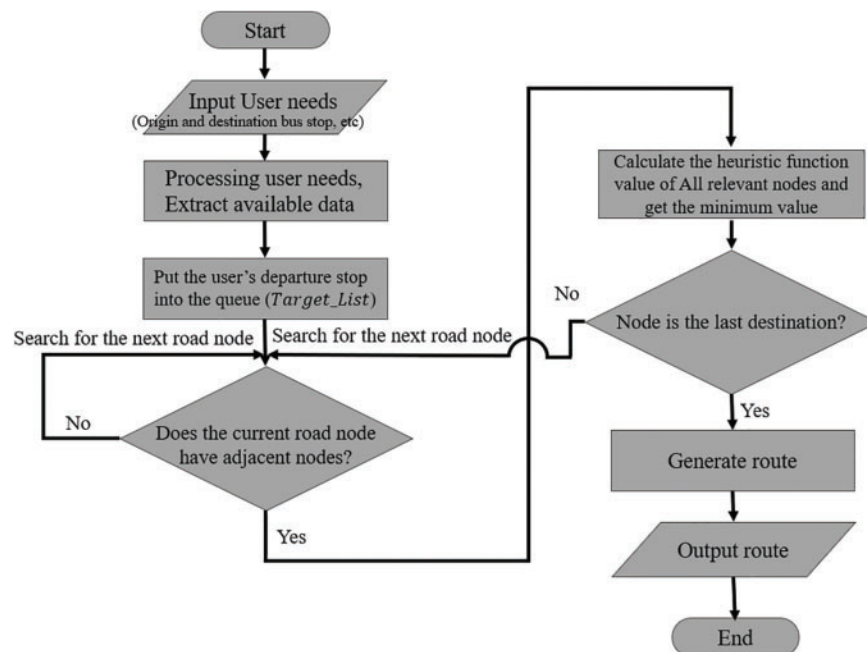 Start
Input User needs
(Origin and destination bus stop, etc)
Processing user needs,
Extract available data
Put the user's departure stop
into the queue (Target_List)
Search for the next road node
Search for the next road node
No
Does the current road node
have adjacent nodes?
Yes
Calculate the heuristic function
value of All relevant nodes and
get the minimum value
No
Node is the last destination?
Yes
Generate route
Output route
End